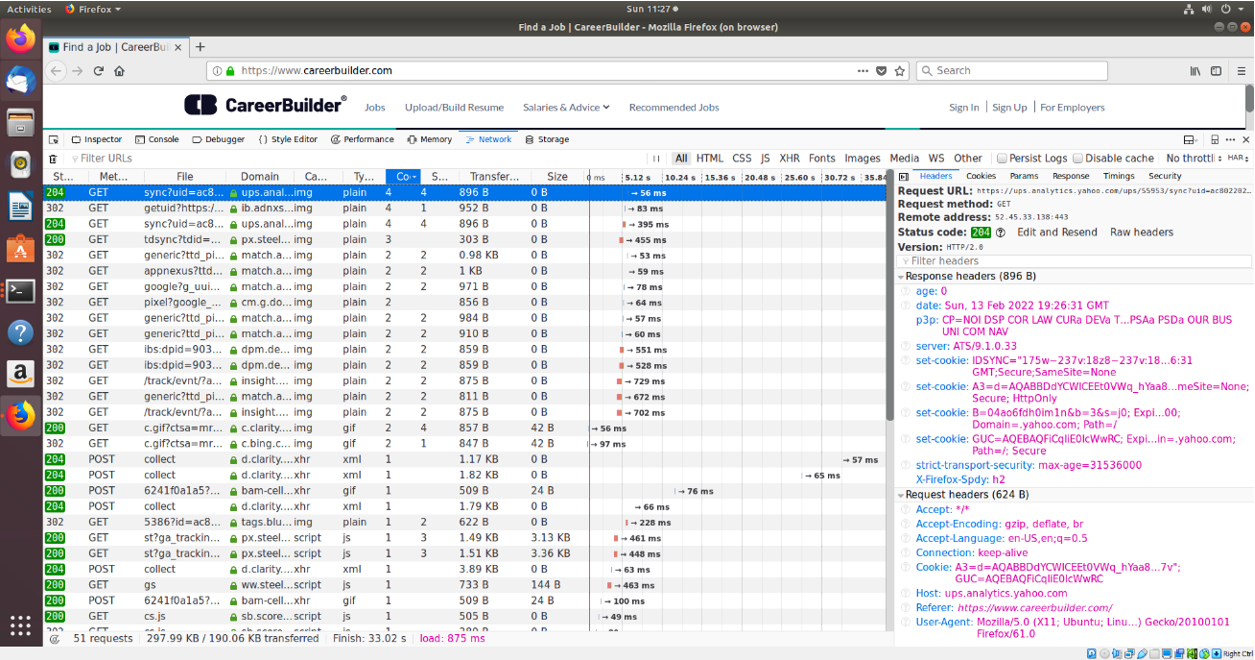 Activities Firefox Sun 11:27
Find a Job | CareerBuilder - Mozilla Firefox (on browser)
Find a Job | CareerBui
https://www.careerbuilder.com Search
CareerBuilder® Jobs Upload/Build Resume Salaries & Advice Recommended Jobs Sign In Sign Up For Employers
Inspector Console Debugger {} Style Editor Performance Memory Network Storage
Filter URLs All HTML CSS JS XHR Fonts Images Media WS Other Persist Logs Disable cache No throttli HAR
St... Met... File Domain Ca... Ty... Co S... Transfer... Size 0 ms 5.12 s 10.24 s 15.36 s 20.48 s 25.60 s 30.72 s 35.84
204 GET sync?uid=ac8... ups.anal... img plain 4 4 896 B 0 B → 56 ms
302 GET getuid?https:/... ib.adnxs... img plain 4 1 952 B 0 B → 83 ms
204 GET sync?uid=ac8... ups.anal... img plain 4 4 896 B 0 B → 395 ms
200 GET tdsync?tdid=... px.steel... img plain 3 303 B 0 B → 455 ms
302 GET generic?ttd_pi... match.a... img plain 2 2 0.98 KB 0 B → 53 ms
302 GET appnexus?ttd... match.a... img plain 2 2 1 KB 0 B → 59 ms
302 GET google?g_uui... match.a... img plain 2 2 971 B 0 B → 78 ms
302 GET pixel?google_... cm.g.do... img plain 2 856 B 0 B → 64 ms
302 GET generic?ttd_pi... match.a... img plain 2 2 984 B 0 B → 57 ms
302 GET generic?ttd_pi... match.a... img plain 2 2 910 B 0 B → 60 ms
302 GET ibs:dpid=903... dpm.de... img plain 2 2 859 B 0 B → 551 ms
302 GET ibs:dpid=903... dpm.de... img plain 2 2 859 B 0 B → 528 ms
302 GET /track/evnt/?a... insight.... img plain 2 2 875 B 0 B → 729 ms
302 GET generic?ttd_pi... match.a... img plain 2 2 811 B 0 B → 672 ms
302 GET /track/evnt/?a... insight.... img plain 2 2 875 B 0 B → 702 ms
200 GET c.gif?ctsa=mr... c.clarity.... img gif 2 4 857 B 42 B → 56 ms
302 GET c.gif?ctsa=mr... c.bing.c... img gif 2 1 847 B 42 B → 97 ms
204 POST collect d.clarity.... xhr xml 1 1.17 KB 0 B → 57 ms
204 POST collect d.clarity.... xhr xml 1 1.82 KB 0 B → 65 ms
200 POST 6241f0a1a5?... bam-cell... xhr gif 1 509 B 24 B → 76 ms
204 POST collect d.clarity.... xhr xml 1 1.79 KB 0 B → 66 ms
302 GET 5386?id=ac8... tags.blu... img plain 1 2 622 B 0 B → 228 ms
200 GET st?ga_trackin... px.steel... script js 1 3 1.49 KB 3.13 KB → 461 ms
200 GET st?ga_trackin... px.steel... script js 1 3 1.51 KB 3.36 KB → 448 ms
204 POST collect d.clarity.... xhr xml 1 3.89 KB 0 B → 63 ms
200 GET gs ww.steel... script js 1 733 B 144 B → 463 ms
200 POST 6241f0a1a5?... bam-cell... xhr gif 1 509 B 24 B → 100 ms
200 GET cs.js sb.score... script js 1 505 B 0 B → 49 ms
51 requests 297.99 KB / 190.06 KB transferred Finish: 33.02 s load: 875 ms
Headers Cookies Params Response Timings Security
Request URL: https://ups.analytics.yahoo.com/ups/55953/sync?uid=ac802202...
Request method: GET
Remote address: 52.45.33.138:443
Status code: 204 Edit and Resend Raw headers
Version: HTTP/2.0
Filter headers
Response headers (896 B)
age: 0
date: Sun, 13 Feb 2022 19:26:31 GMT
p3p: CP=NOI DSP COR LAW CURa DEVa T...PSAa PSDa OUR BUS
UNI COM NAV
server: ATS/9.1.0.33
set-cookie: IDSYNC="175w~237v:18z8~237v:18...6:31
GMT;Secure;SameSite=None
set-cookie: A3=d=AQABBDdYCWICEEt0VWq_hYaa8...meSite=None;
Secure; HttpOnly
set-cookie: B=04ao6fdh0im1n&b=3&s=j0; Expi...00;
Domain=.yahoo.com; Path=/
set-cookie: GUC=AQEBAQFiCqliE0IcWwRC; Expi...in=.yahoo.com;
Path=/; Secure
strict-transport-security: max-age=31536000
X-Firefox-Spdy: h2
Request headers (624 B)
Accept: */*
Accept-Encoding: gzip, deflate, br
Accept-Language: en-US,en;q=0.5
Connection: keep-alive
Cookie: A3=d=AQABBDdYCWICEEt0VWq_hYaa8...7v";
GUC=AQEBAQFiCqliE0IcWwRC
Host: ups.analytics.yahoo.com
Referer: https://www.careerbuilder.com/
User-Agent: Mozilla/5.0 (X11; Ubuntu; Linu...) Gecko/20100101
Firefox/61.0
Right Ctrl